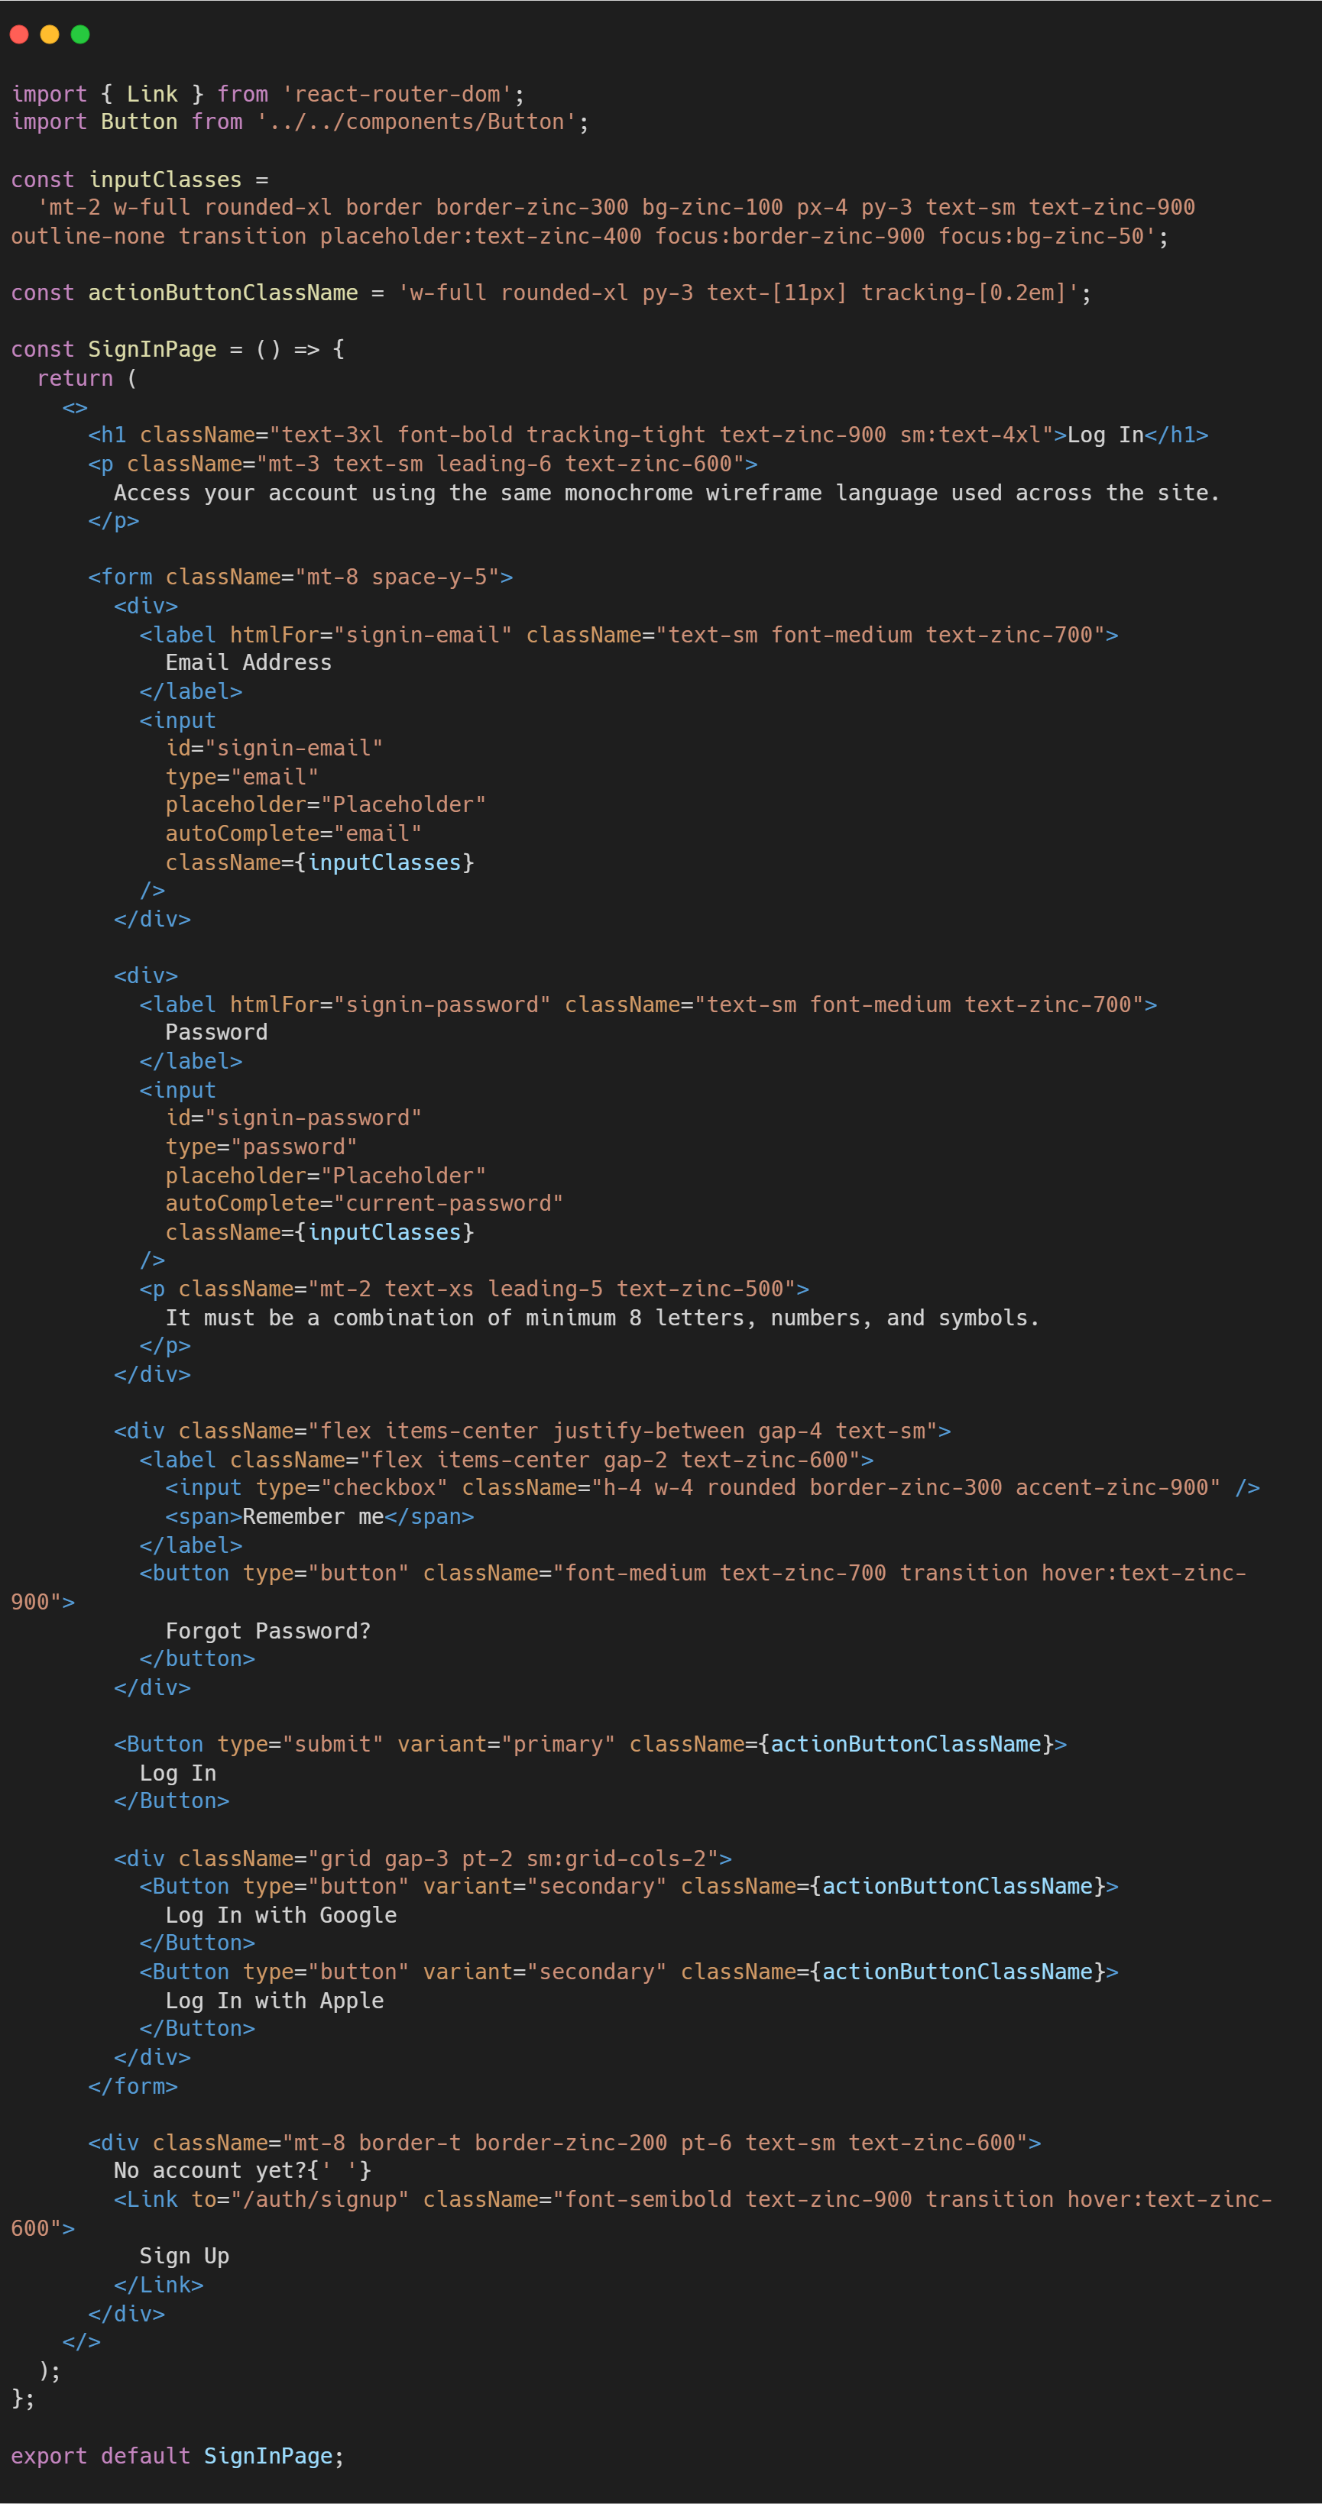 import { Link } from 'react-router-dom';
import Button from '../../components/Button';

const inputClasses =
  'mt-2 w-full rounded-xl border border-zinc-300 bg-zinc-100 px-4 py-3 text-sm text-zinc-900
outline-none transition placeholder:text-zinc-400 focus:border-zinc-900 focus:bg-zinc-50';

const actionButtonClassName = 'w-full rounded-xl py-3 text-[11px] tracking-[0.2em]';

const SignInPage = () => {
  return (
    <>
      <h1 className="text-3xl font-bold tracking-tight text-zinc-900 sm:text-4xl">Log In</h1>
      <p className="mt-3 text-sm leading-6 text-zinc-600">
        Access your account using the same monochrome wireframe language used across the site.
      </p>

      <form className="mt-8 space-y-5">
        <div>
          <label htmlFor="signin-email" className="text-sm font-medium text-zinc-700">
            Email Address
          </label>
          <input
            id="signin-email"
            type="email"
            placeholder="Placeholder"
            autoComplete="email"
            className={inputClasses}
          />
        </div>

        <div>
          <label htmlFor="signin-password" className="text-sm font-medium text-zinc-700">
            Password
          </label>
          <input
            id="signin-password"
            type="password"
            placeholder="Placeholder"
            autoComplete="current-password"
            className={inputClasses}
          />
          <p className="mt-2 text-xs leading-5 text-zinc-500">
            It must be a combination of minimum 8 letters, numbers, and symbols.
          </p>
        </div>

        <div className="flex items-center justify-between gap-4 text-sm">
          <label className="flex items-center gap-2 text-zinc-600">
            <input type="checkbox" className="h-4 w-4 rounded border-zinc-300 accent-zinc-900" />
            <span>Remember me</span>
          </label>
          <button type="button" className="font-medium text-zinc-700 transition hover:text-zinc-
900">
            Forgot Password?
          </button>
        </div>

        <Button type="submit" variant="primary" className={actionButtonClassName}>
          Log In
        </Button>

        <div className="grid gap-3 pt-2 sm:grid-cols-2">
          <Button type="button" variant="secondary" className={actionButtonClassName}>
            Log In with Google
          </Button>
          <Button type="button" variant="secondary" className={actionButtonClassName}>
            Log In with Apple
          </Button>
        </div>
      </form>

      <div className="mt-8 border-t border-zinc-200 pt-6 text-sm text-zinc-600">
        No account yet?{' '}
        <Link to="/auth/signup" className="font-semibold text-zinc-900 transition hover:text-zinc-
600">
          Sign Up
        </Link>
      </div>
    </>
  );
};

export default SignInPage;